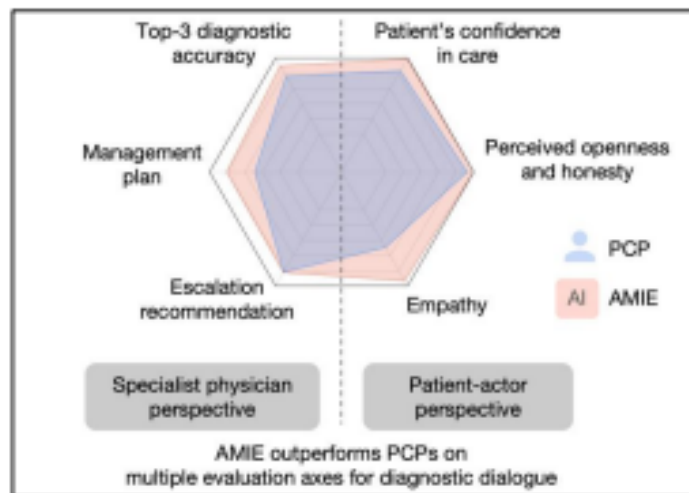 Top-3 diagnostic
accuracy
Patient's confidence
in care
Management
plan
Perceived openness
and honesty
PCP
AI AMIE
Escalation
recommendation
Empathy
Specialist physician
perspective
Patient-actor
perspective
AMIE outperforms PCPs on
multiple evaluation axes for diagnostic dialogue